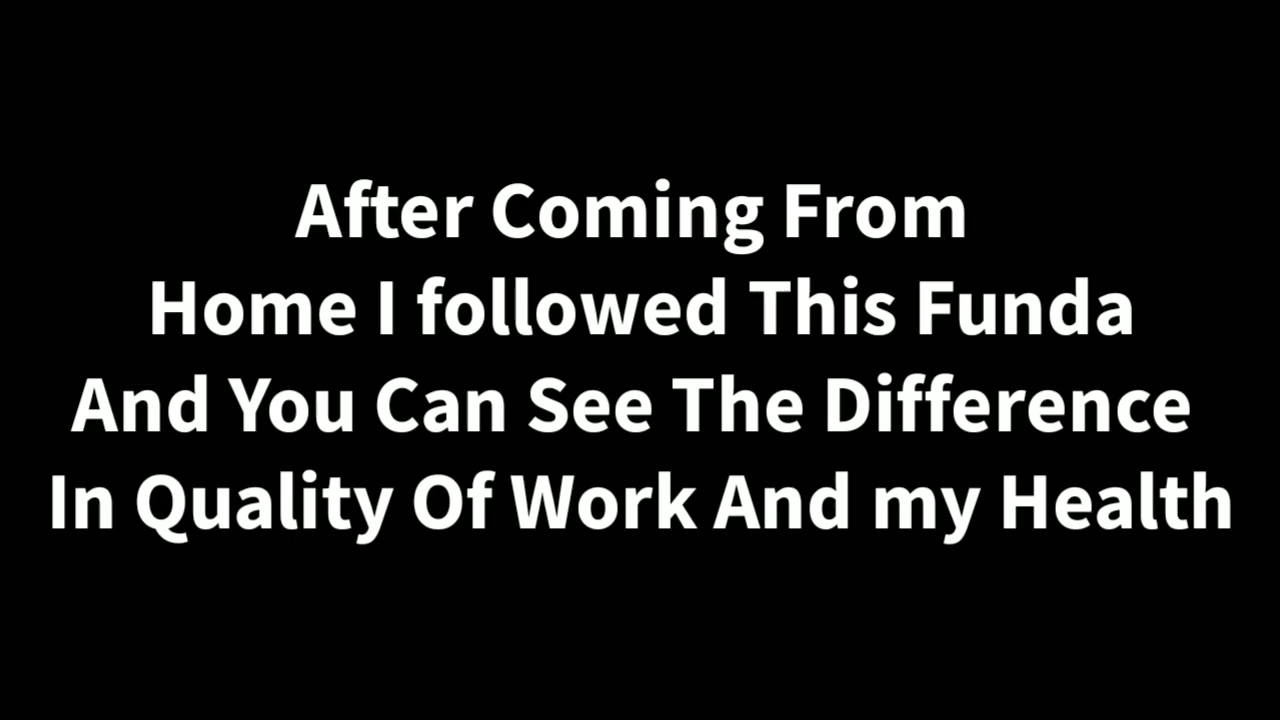 After Coming From
Home I followed This Funda
And You Can See The Difference
In Quality Of Work And my Health